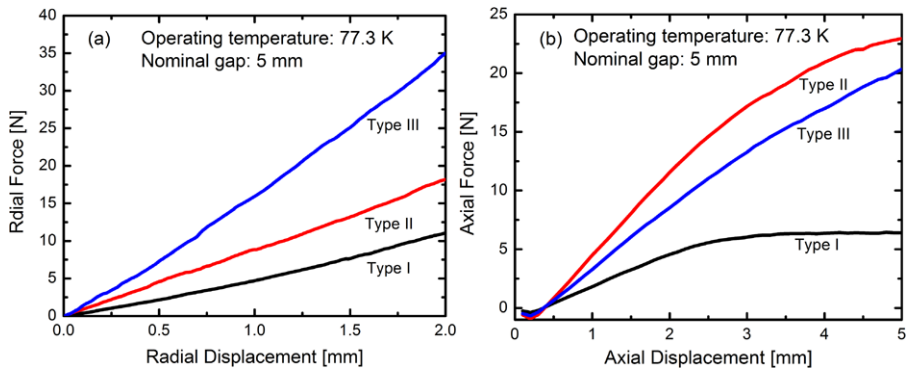 (a) Operating temperature: 77.3 K
Nominal gap: 5 mm
Type III
Type II
Type I
Rdial Force [N]
40
35
30
25
20
15
10
5
0
0.0 0.5 1.0 1.5 2.0
Radial Displacement [mm]
(b) Operating temperature: 77.3 K
Nominal gap: 5 mm
Type II
Type III
Type I
Axial Force [N]
25
20
15
10
5
0
0 1 2 3 4 5
Axial Displacement [mm]